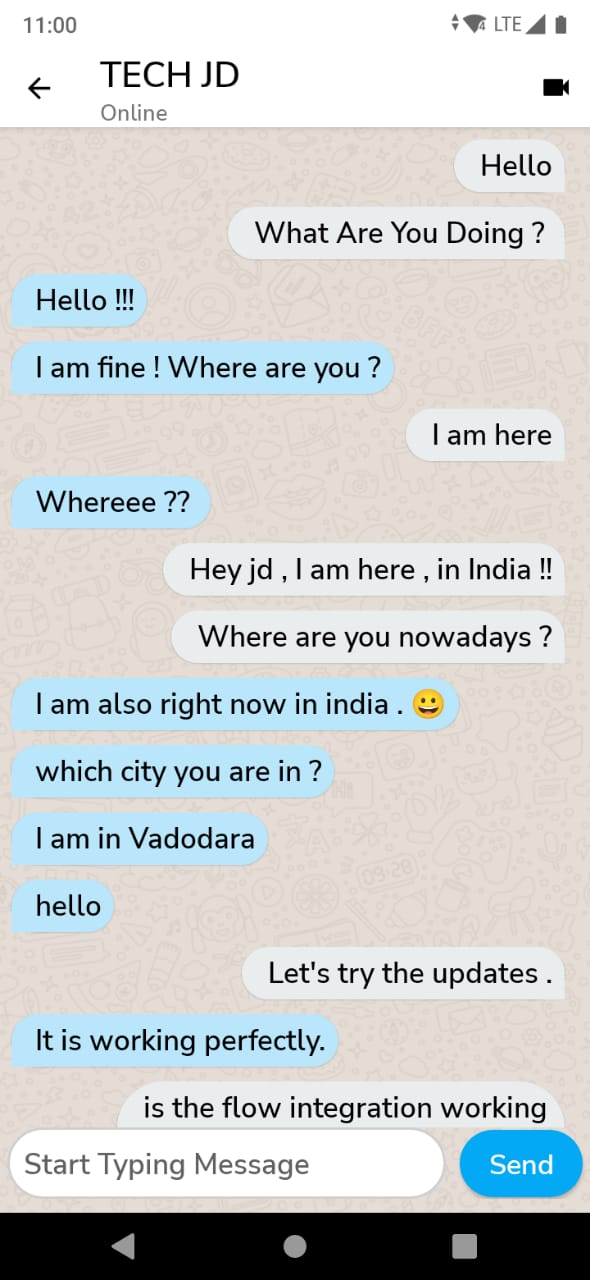 11:00
LTE
TECH JD
Online
Hello
What Are You Doing ?
Hello !!!
I am fine ! Where are you ?
I am here
Whereee ??
Hey jd , I am here , in India !!
Where are you nowadays ?
I am also right now in india . 😀
which city you are in ?
I am in Vadodara
hello
Let's try the updates .
It is working perfectly.
is the flow integration working
Start Typing Message
Send